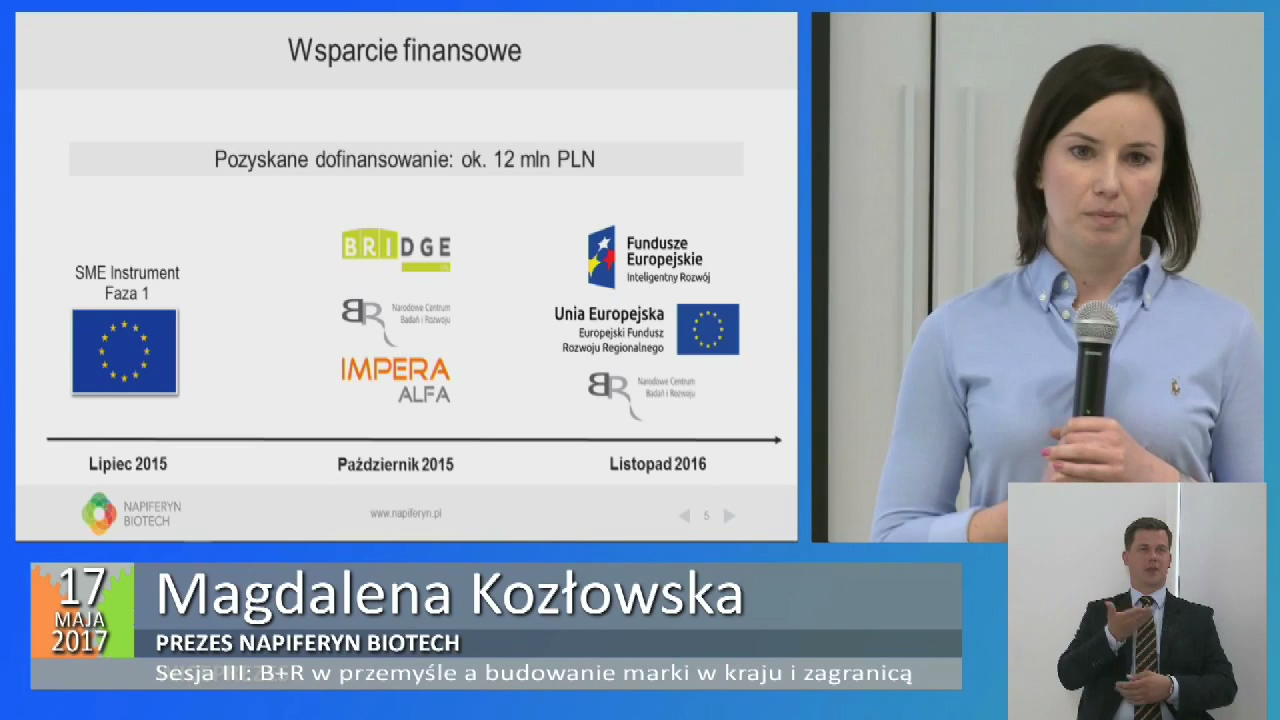 Wsparcie finansowe
Pozyskane dofinansowanie: ok. 12 mln PLN
SME Instrument
Faza 1
BRIDGE
Narodowe Centrum
Badań i Rozwoju
IMPERA
ALFA
Fundusze
Europejskie
Inteligentny Rozwój
Unia Europejska
Europejski Fundusz
Rozwoju Regionalnego
Narodowe Centrum
Badań i Rozwoju
Lipiec 2015
Październik 2015
Listopad 2016
NAPIFERYN
BIOTECH
www.napiferyn.pl
5
17
MAJA
2017
Magdalena Kozłowska
PREZES NAPIFERYN BIOTECH
Sesja III: B+R w przemyśle a budowanie marki w kraju i zagranicą